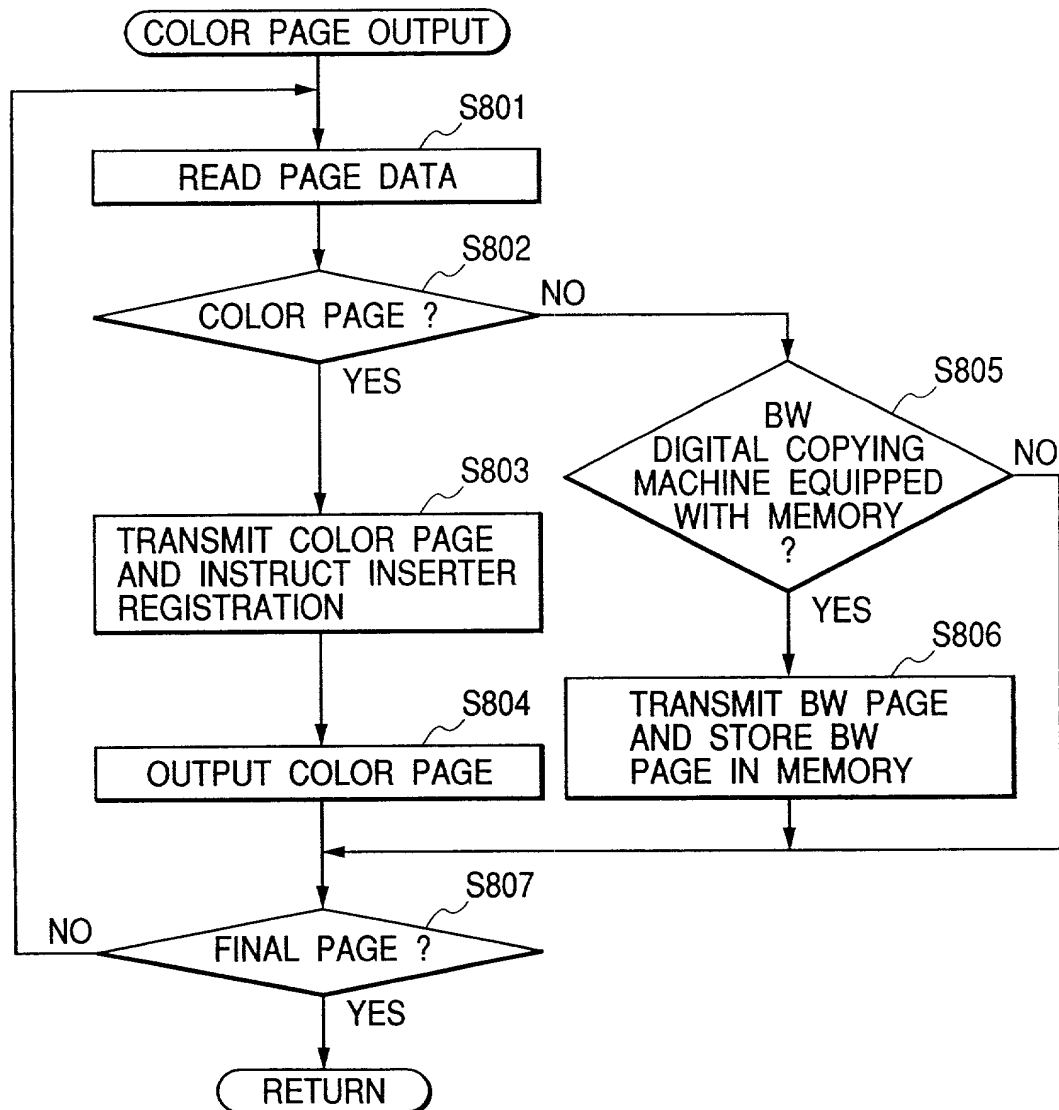 COLOR PAGE OUTPUT
S801
READ PAGE DATA
S802
COLOR PAGE ?
NO
YES
S803
TRANSMIT COLOR PAGE
AND INSTRUCT INSERTER
REGISTRATION
S804
OUTPUT COLOR PAGE
S805
BW
DIGITAL COPYING
MACHINE EQUIPPED
WITH MEMORY
?
NO
YES
S806
TRANSMIT BW PAGE
AND STORE BW
PAGE IN MEMORY
S807
FINAL PAGE ?
NO
YES
RETURN